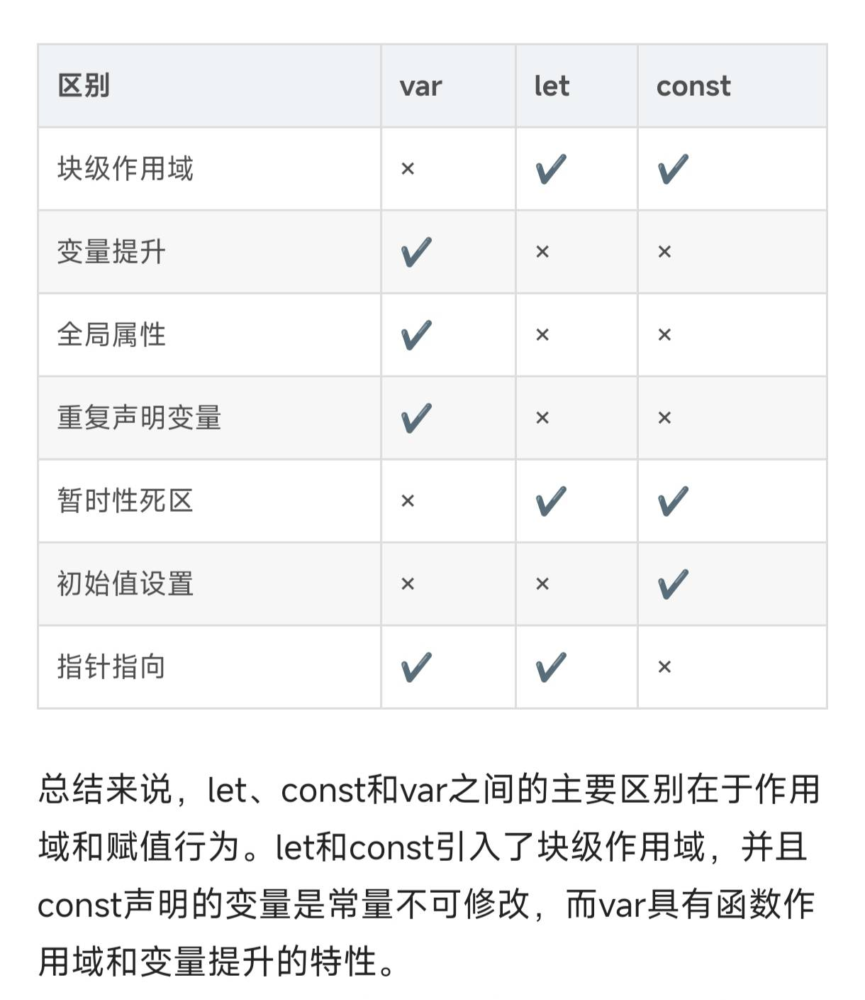 区别 var let const
块级作用域 × ✔ ✔
变量提升 ✔ × ×
全局属性 ✔ × ×
重复声明变量 ✔ × ×
暂时性死区 × ✔ ✔
初始值设置 × × ✔
指针指向 ✔ ✔ ×
总结来说，let、const和var之间的主要区别在于作用
域和赋值行为。let和const引入了块级作用域，并且
const声明的变量是常量不可修改，而var具有函数作
用域和变量提升的特性。